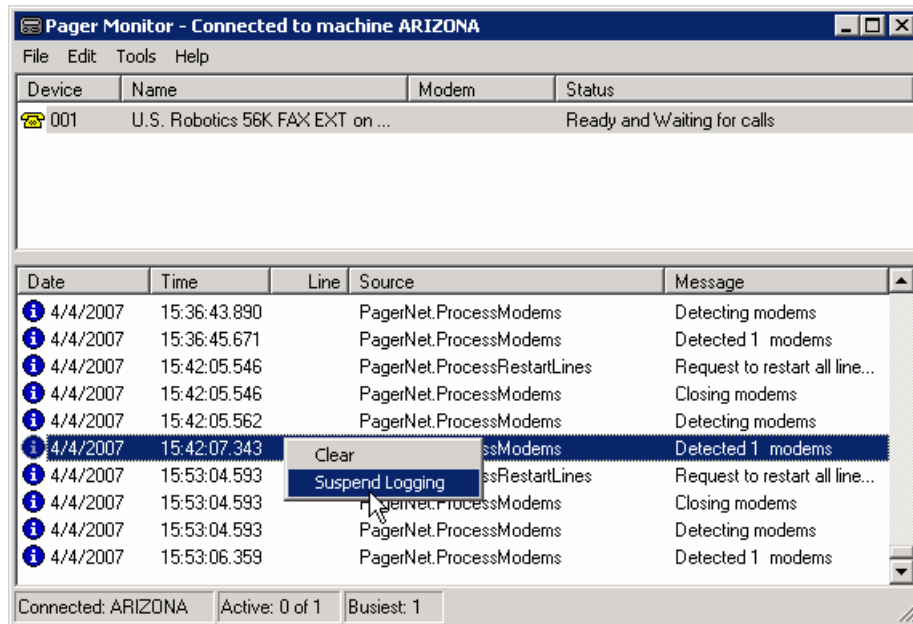 Pager Monitor - Connected to machine ARIZONA
File Edit Tools Help
Device Name Modem Status
001 U.S. Robotics 56K FAX EXT on ... Ready and Waiting for calls
Date Time Line Source Message
4/4/2007 15:36:43.890 PagerNet.ProcessModems Detecting modems
4/4/2007 15:36:45.671 PagerNet.ProcessModems Detected 1 modems
4/4/2007 15:42:05.546 PagerNet.ProcessRestartLines Request to restart all line...
4/4/2007 15:42:05.546 PagerNet.ProcessModems Closing modems
4/4/2007 15:42:05.562 PagerNet.ProcessModems Detecting modems
4/4/2007 15:42:07.343 ssModems Detected 1 modems
Clear
Suspend Logging
4/4/2007 15:53:04.593 ssRestartLines Request to restart all line...
4/4/2007 15:53:04.593 PagerNet.ProcessModems Closing modems
4/4/2007 15:53:04.593 PagerNet.ProcessModems Detecting modems
4/4/2007 15:53:06.359 PagerNet.ProcessModems Detected 1 modems
Connected: ARIZONA Active: 0 of 1 Busiest: 1